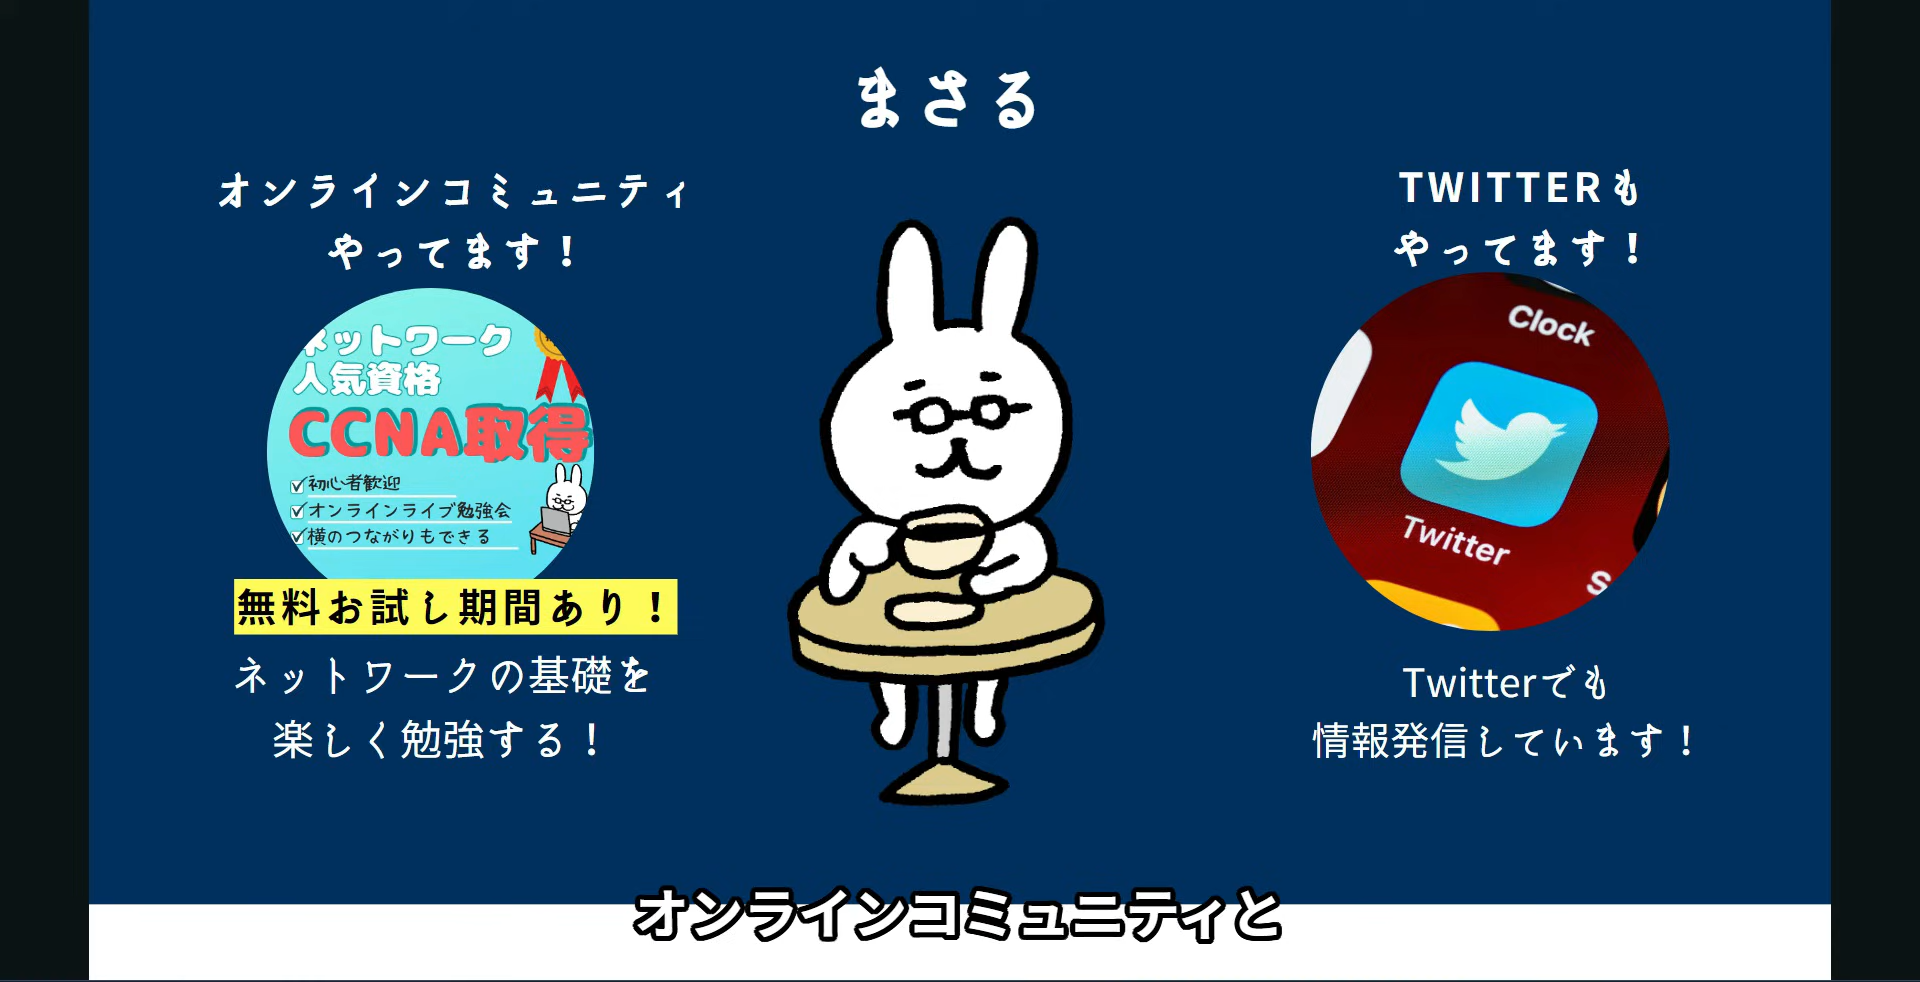 まさる
オンラインコミュニティ
やってます！
ネットワーク
人気資格
CCNA取得
初心者歓迎
オンラインライブ勉強会
横のつながりもできる
無料お試し期間あり！
ネットワークの基礎を
楽しく勉強する！
TWITTERも
やってます！
Clock
Twitter
S
Twitterでも
情報発信しています！
オンラインコミュニティと